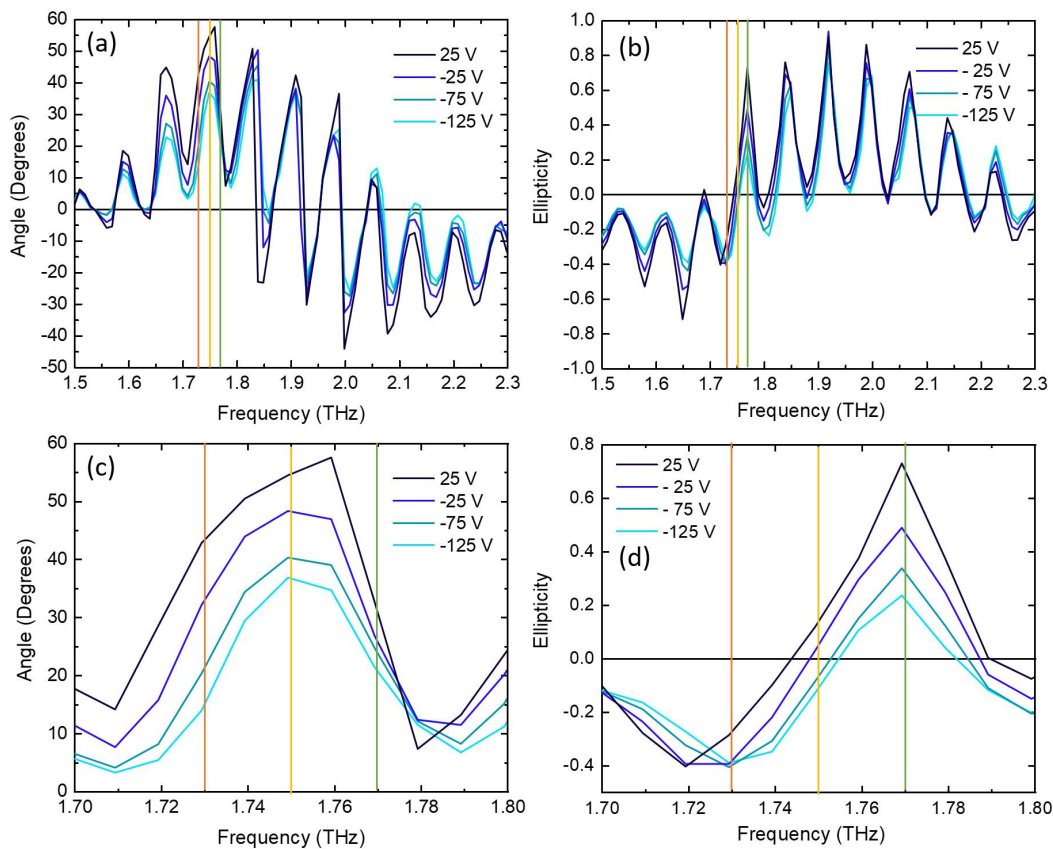 (a)
25 V
-25 V
-75 V
-125 V
60
50
40
30
20
10
0
-10
-20
-30
-40
-50
Angle (Degrees)
1.5 1.6 1.7 1.8 1.9 2.0 2.1 2.2 2.3
Frequency (THz)
(b)
25 V
- 25 V
- 75 V
-125 V
1.0
0.8
0.6
0.4
0.2
0.0
-0.2
-0.4
-0.6
-0.8
-1.0
Ellipticity
1.5 1.6 1.7 1.8 1.9 2.0 2.1 2.2 2.3
Frequency (THz)
(c)
25 V
-25 V
-75 V
-125 V
60
50
40
30
20
10
0
Angle (Degrees)
1.70 1.72 1.74 1.76 1.78 1.80
Frequency (THz)
25 V
- 25 V
- 75 V
-125 V
(d)
0.8
0.6
0.4
0.2
0.0
-0.2
-0.4
Ellipticity
1.70 1.72 1.74 1.76 1.78 1.80
Frequency (THz)